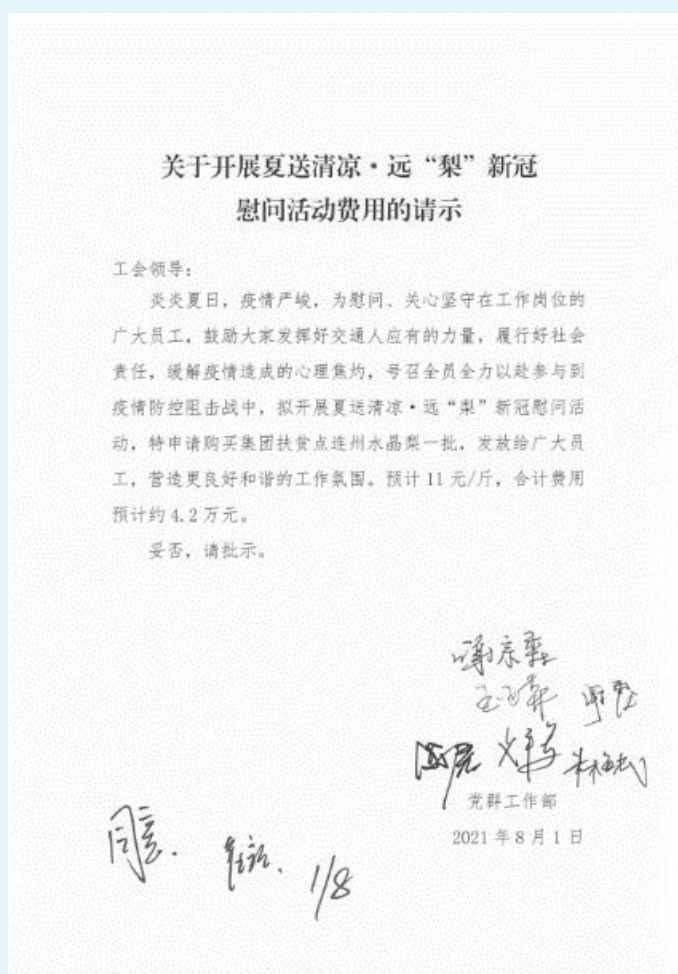 关于开展夏送清凉·远“梨”新冠
慰问活动费用的请示
工会领导：
炎炎夏日，疫情严峻，为慰问、关心坚守在工作岗位的
广大员工，鼓励大家发挥好交通人应有的力量，履行好社会
责任，缓解疫情造成的心理焦灼，号召全员全力以赴参与到
疫情防控阻击战中，拟开展夏送清凉·远“梨”新冠慰问活
动，特申请购买集团扶贫点连州水晶梨一批，发放给广大员
工，营造更良好和谐的工作氛围。预计 11 元/斤，合计费用
预计约 4.2 万元。
妥否，请批示。
党群工作部
2021 年 8 月 1 日
同意.
1/8